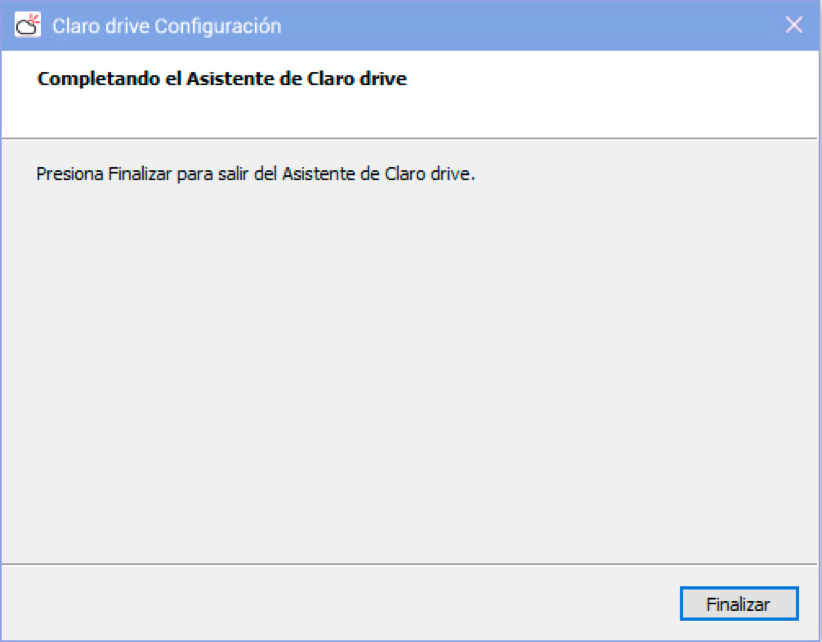 Claro drive Configuración
Completando el Asistente de Claro drive
Presiona Finalizar para salir del Asistente de Claro drive.
Finalizar